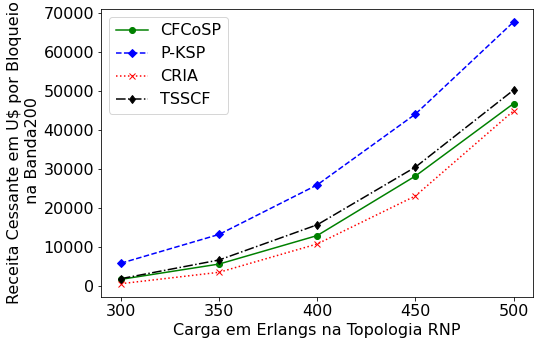 Receita Cessante em U$ por Bloqueio
na Banda200
70000
60000
50000
40000
30000
20000
10000
0
CFCoSP
P-KSP
CRIA
TSSCF
300 350 400 450 500
Carga em Erlangs na Topologia RNP